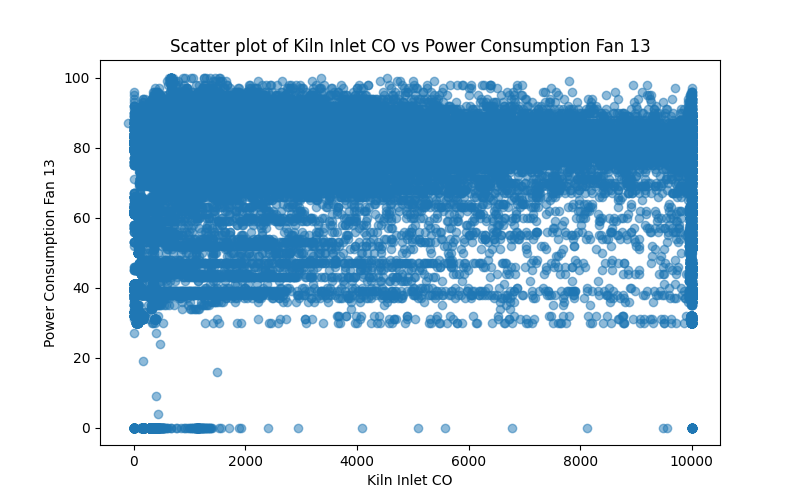 Scatter plot of Kiln Inlet CO vs Power Consumption Fan 13
100
80
60
40
20
0
Power Consumption Fan 13
0 2000 4000 6000 8000 10000
Kiln Inlet CO